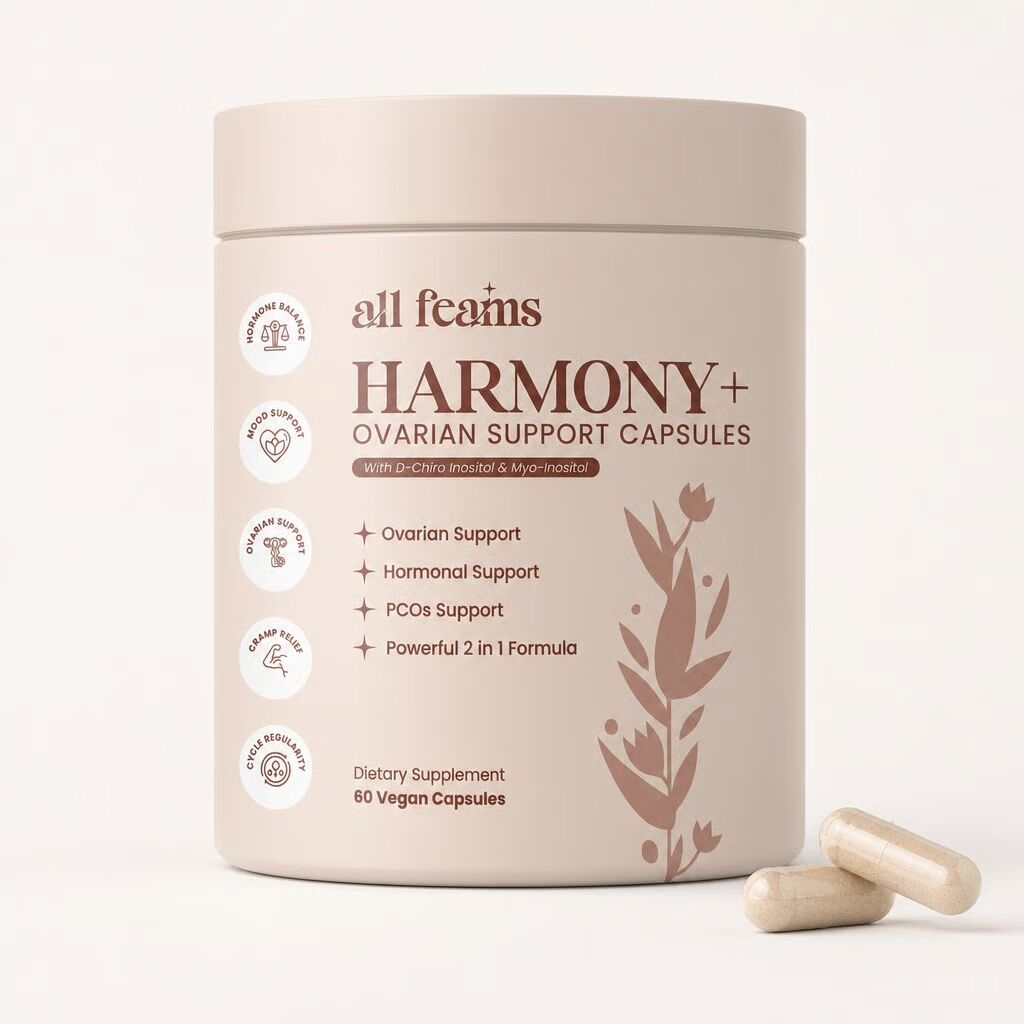 all feams
HARMONY+
OVARIAN SUPPORT CAPSULES
With D-Chiro Inositol & Myo-Inositol
Ovarian Support
Hormonal Support
PCOs Support
Powerful 2 in 1 Formula
Dietary Supplement
60 Vegan Capsules
HORMONE BALANCE
MOOD SUPPORT
OVARIAN SUPPORT
CRAMP RELIEF
CYCLE REGULARITY